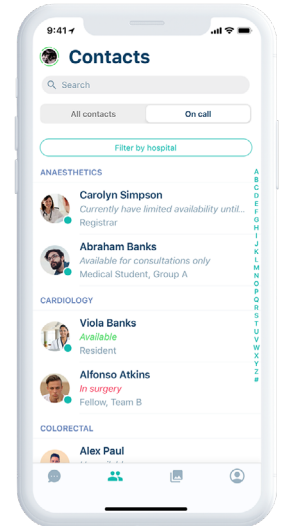 9:41
Contacts
Search
All contacts
On call
Filter by hospital
ANAESTHETICS
Carolyn Simpson
Currently have limited availability until...
Registrar
Abraham Banks
Available for consultations only
Medical Student, Group A
CARDIOLOGY
Viola Banks
Available
Resident
Alfonso Atkins
In surgery
Fellow, Team B
COLORECTAL
Alex Paul
A
B
C
D
E
F
G
H
I
J
K
L
M
N
O
P
Q
R
S
T
U
V
W
X
Y
Z
#